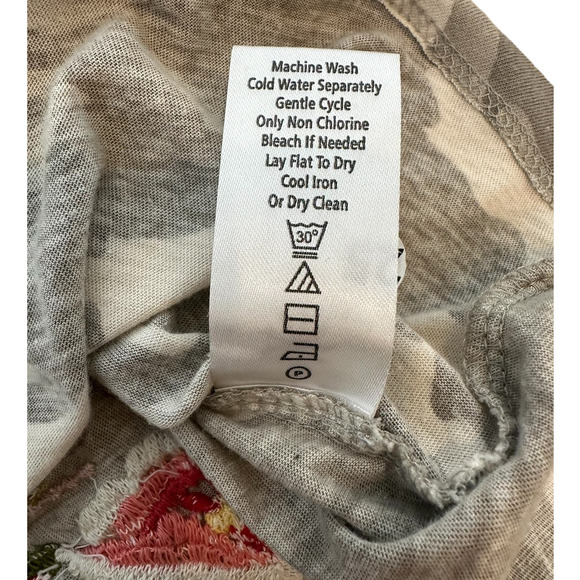 Machine Wash
Cold Water Separately
Gentle Cycle
Only Non Chlorine
Bleach If Needed
Lay Flat To Dry
Cool Iron
Or Dry Clean
30°
P